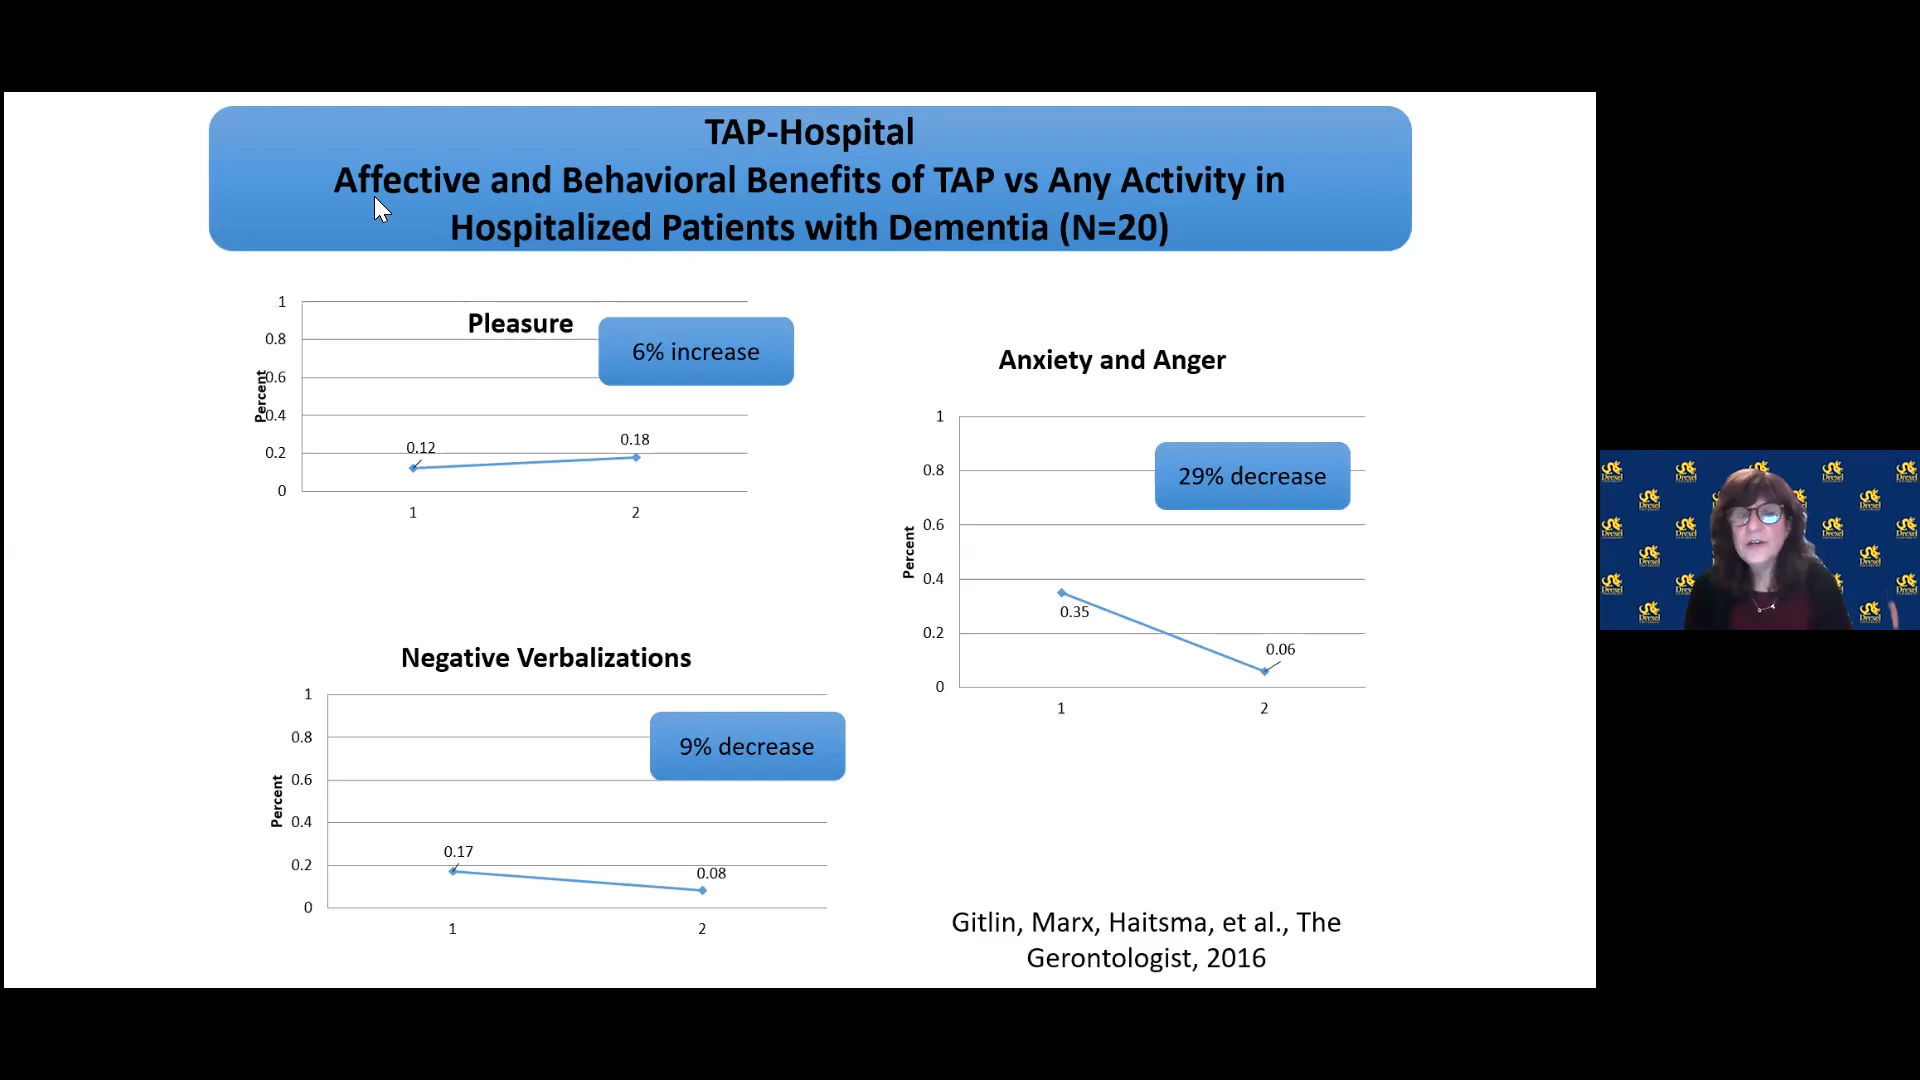 TAP-Hospital
Affective and Behavioral Benefits of TAP vs Any Activity in
Hospitalized Patients with Dementia (N=20)
Pleasure
6% increase
Percent
1
0.8
0.6
0.4
0.2
0
0.12
0.18
1
2
Anxiety and Anger
29% decrease
Percent
1
0.8
0.6
0.4
0.2
0
0.35
0.06
1
2
Negative Verbalizations
9% decrease
Percent
1
0.8
0.6
0.4
0.2
0
0.17
0.08
1
2
Gitlin, Marx, Haitsma, et al., The
Gerontologist, 2016
Drexel
UNIVERSITY